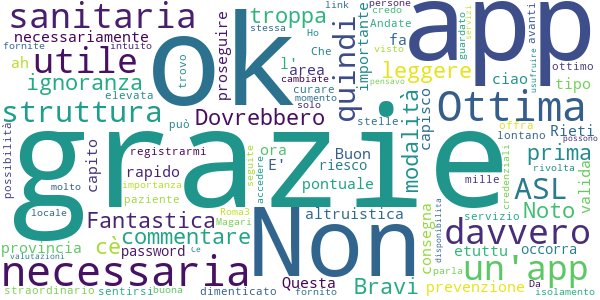 sanitaria
necessariamente
ah
utile
ignoranza
struttura
ok
troppa
l'
area.
Che
cambiate
trovo
proseguire
Dovrebbero
link
Ho
stessa
curare
momento
solo
quindi
importante
persone
credo
Andate
fa
visto
leggere
stelle.
pensavo
app
guardato
servizi
ciao
avanti
usufruire
ottimo
tipo
fornite
intuito
elevata
grazie
Ottima
modalità
capisco
offra
lontano
Rieti
possono
possibilità
può
capito
registrarmi
rapido
importanza
paziente
ora
E'
accedere
seguite
Buon
riesco
pontuale
prima
ASL
Noto
credenziali
mille
rivolta
valida
molto
locale
Fantastica
cè
commentare
provincia
valutazioni
password
Roma3
Magari
ce
Non
altruistica
consegna
disponibilita
servizio
etuttu
occorra
davvero
un'app
parla
necessaria
straordinario
sentirsi
buona
dimenticato
Questa
fornito
Bravi
prevenzione
Da
isolamento